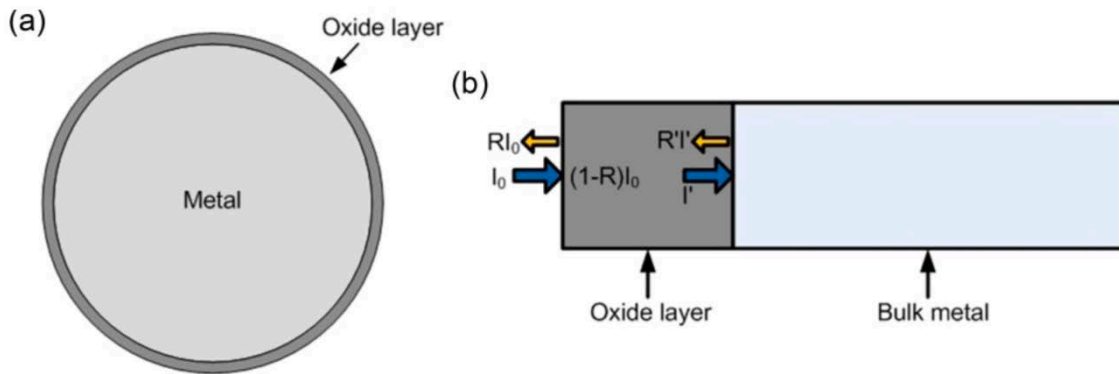 (a)
Oxide layer
Metal
(b)
RI₀
R'I'
I₀
(1-R)I₀
I'
Oxide layer
Bulk metal